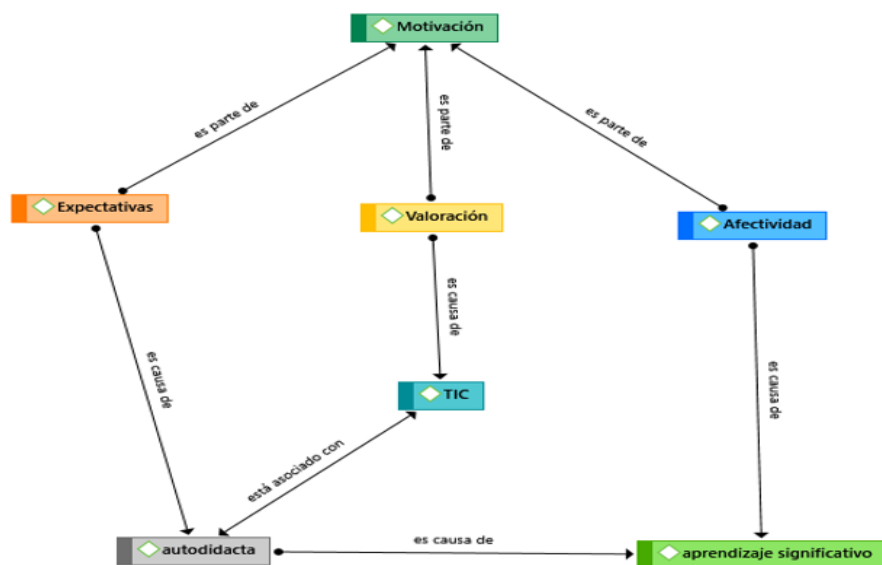 Motivación
es parte de
es parte de
es parte de
Expectativas
Valoración
Afectividad
es causa de
es causa de
es causa de
TIC
está asociado con
autodidacta
es causa de
aprendizaje significativo